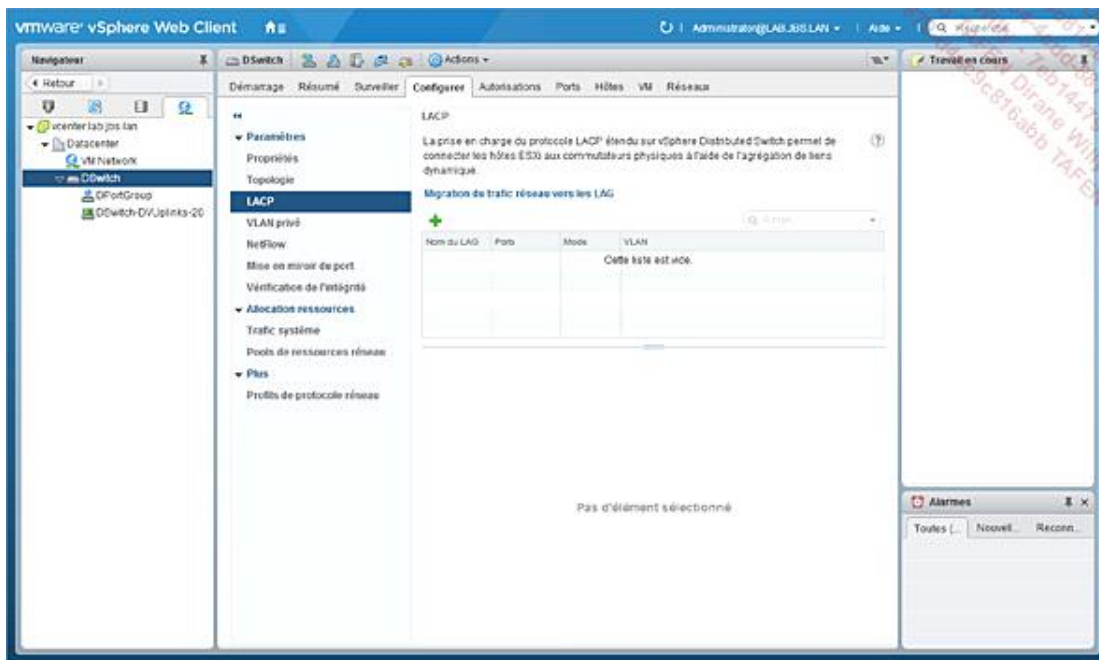 vmware® vSphere Web Client
Administrator@LAB.JBS.LAN
Aide
Navigateur
Retour
vcenter.lab.jbs.lan
Datacenter
VM Network
DSwitch
DPortGroup
DSwitch-DVUplinks-20
DSwitch
Actions
Démarrage Résumé Surveiller Configurer Autorisations Ports Hôtes VM Réseaux
Paramètres
Propriétés
Topologie
LACP
VLAN privé
NetFlow
Mise en miroir de port
Vérification de l'intégrité
Allocation ressources
Trafic système
Pools de ressources réseau
Plus
Profils de protocole réseau
LACP
La prise en charge du protocole LACP étendu sur vSphere Distributed Switch permet de
connecter les hôtes ESXi aux commutateurs physiques à l'aide de l'agrégation de liens
dynamique.
Migration de trafic réseau vers les LAG
Nom du LAG Ports Mode VLAN
Cette liste est vide.
Pas d'élément sélectionné
Travail en cours
Alarmes
Toutes (... Nouvel... Reconn...